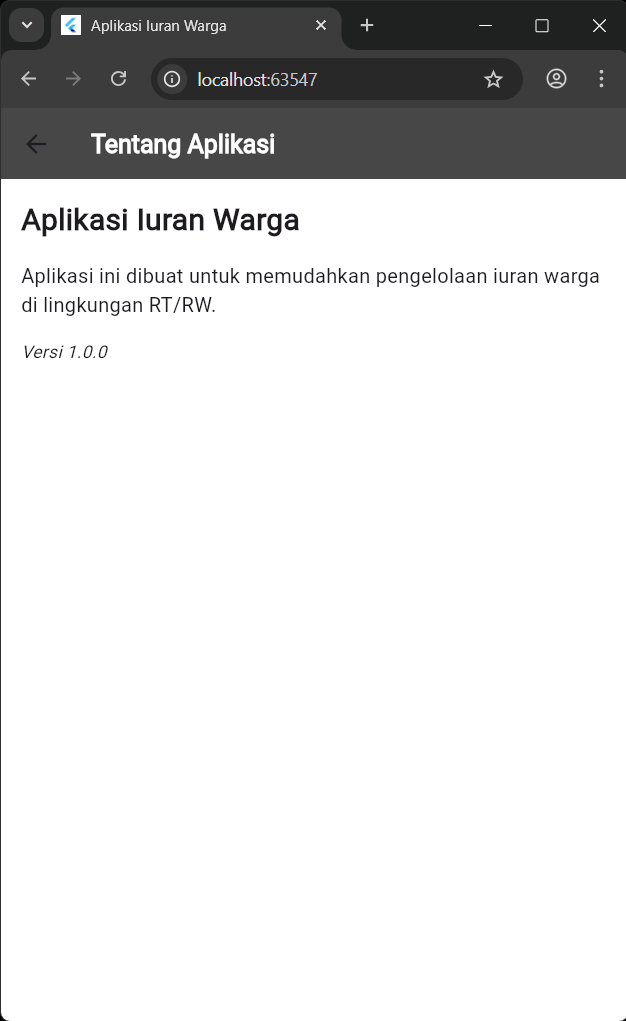 Aplikasi Iuran Warga
localhost:63547
Tentang Aplikasi
Aplikasi Iuran Warga
Aplikasi ini dibuat untuk memudahkan pengelolaan iuran warga
di lingkungan RT/RW.
Versi 1.0.0